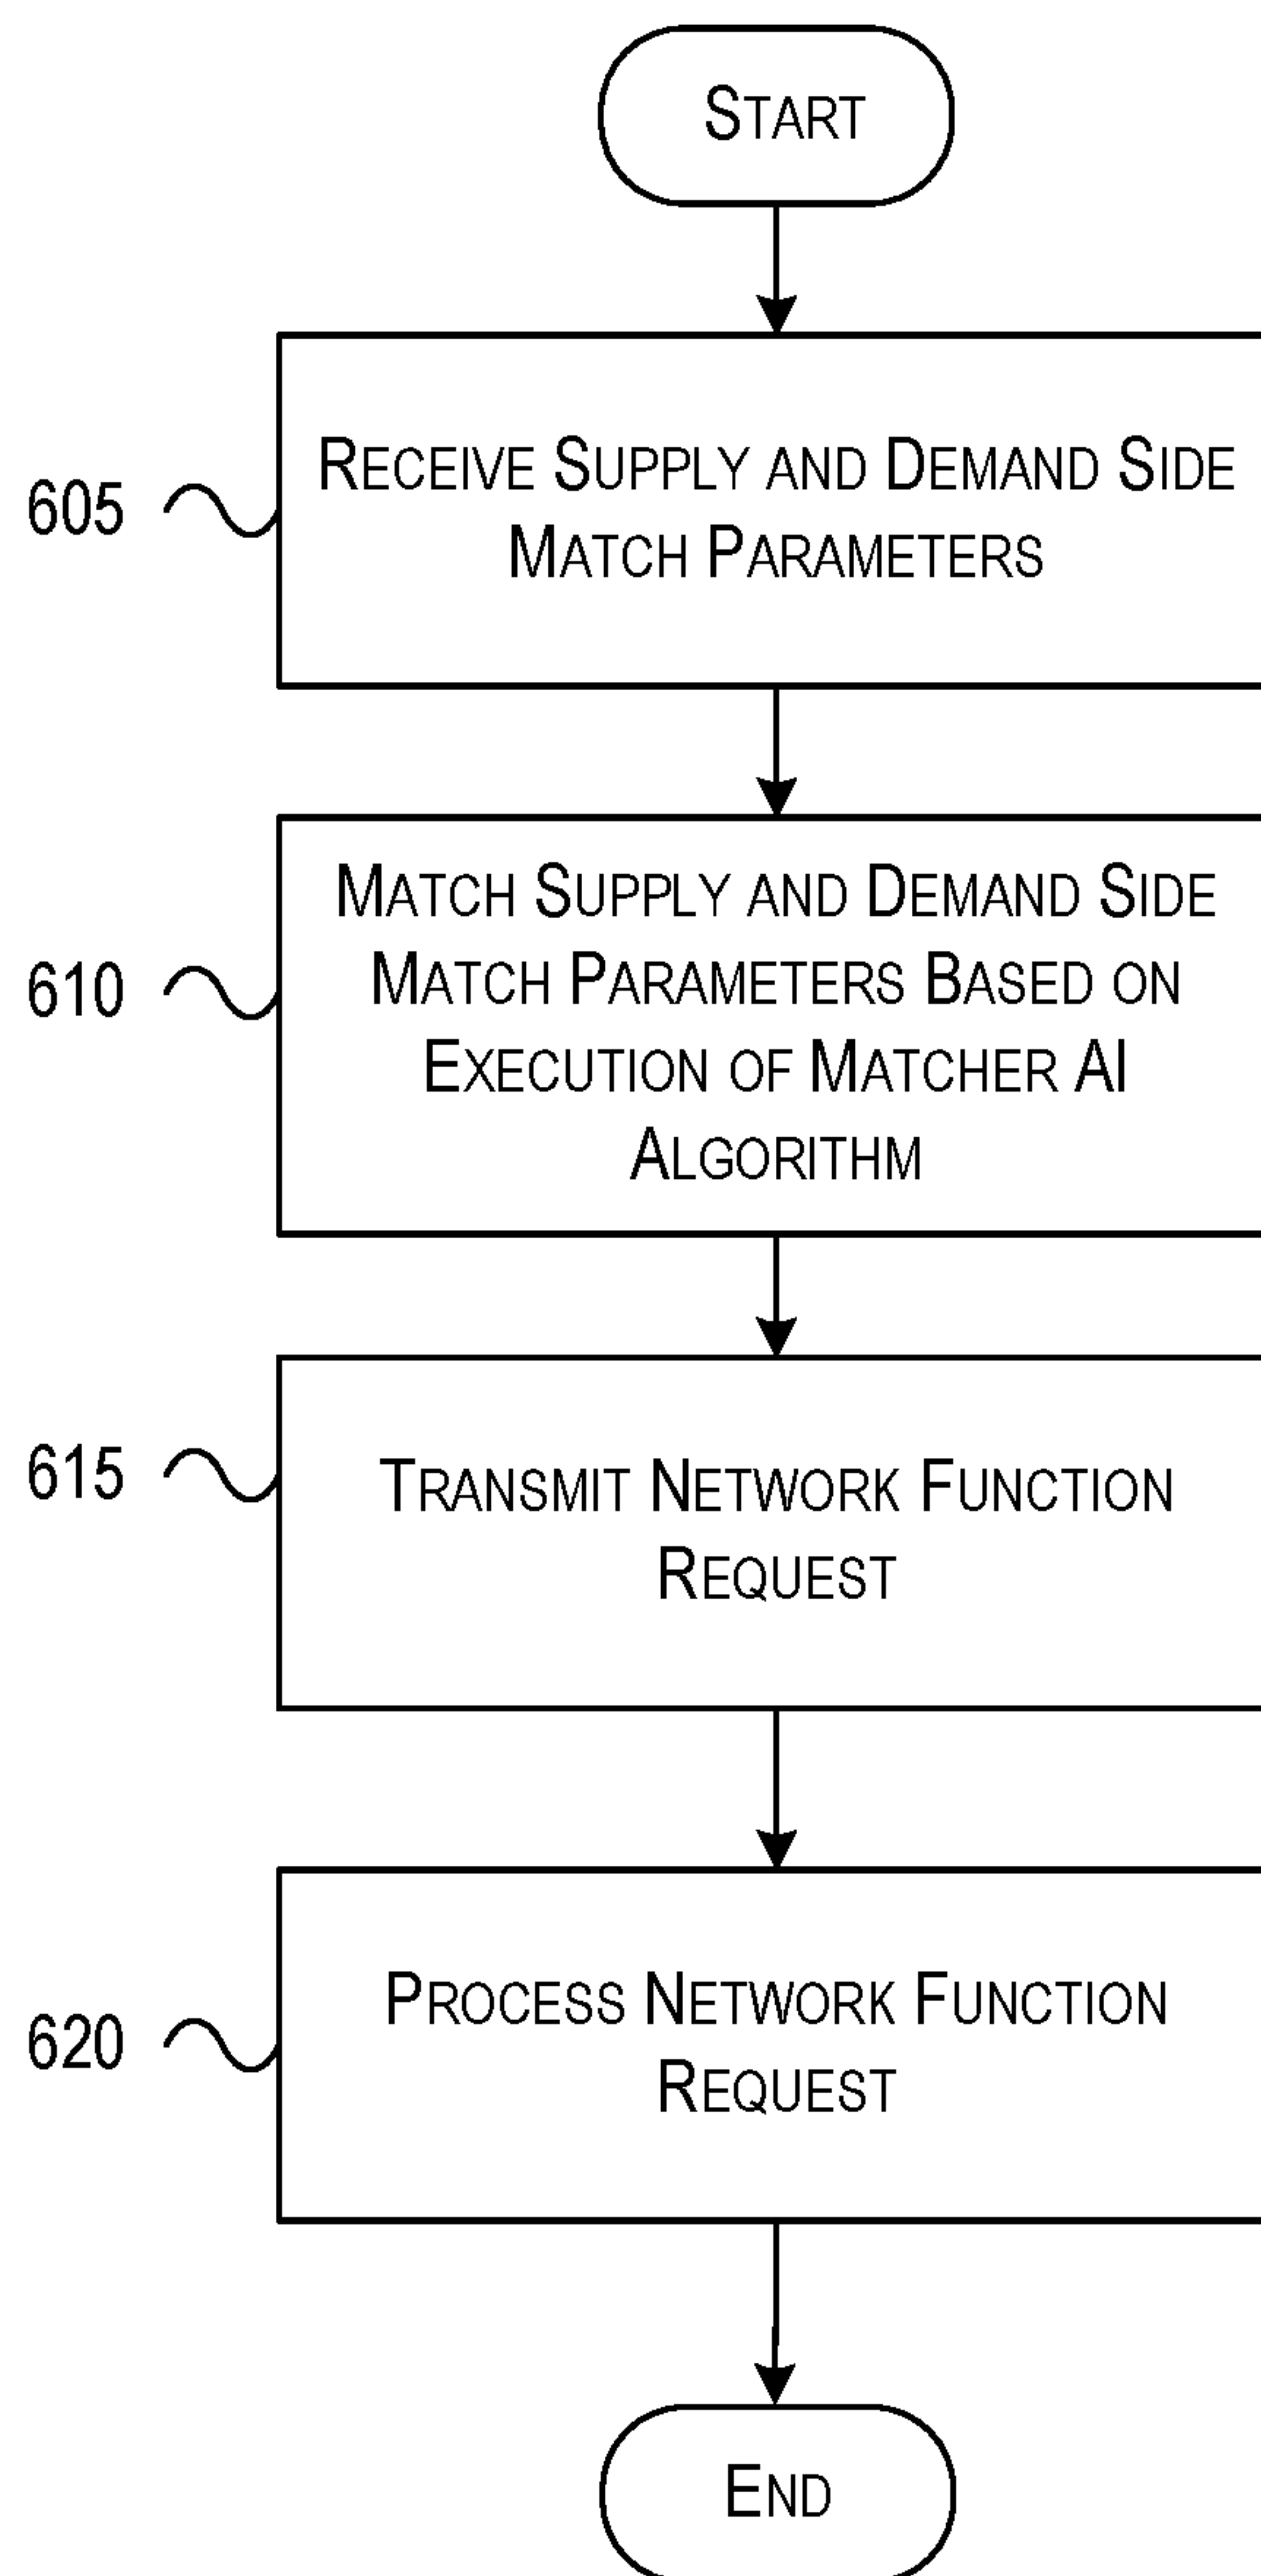 START
605
RECEIVE SUPPLY AND DEMAND SIDE
MATCH PARAMETERS
610
MATCH SUPPLY AND DEMAND SIDE
MATCH PARAMETERS BASED ON
EXECUTION OF MATCHER AI
ALGORITHM
615
TRANSMIT NETWORK FUNCTION
REQUEST
620
PROCESS NETWORK FUNCTION
REQUEST
END